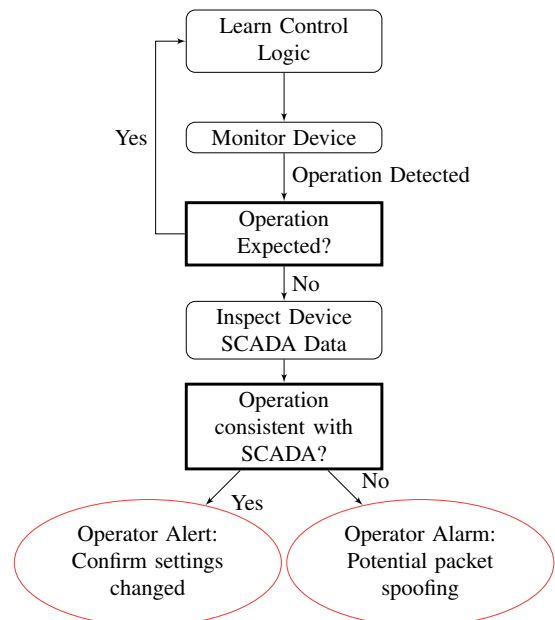 Learn Control
Logic
Yes
Monitor Device
Operation Detected
Operation
Expected?
No
Inspect Device
SCADA Data
Operation
consistent with
SCADA?
Yes
No
Operator Alert:
Confirm settings
changed
Operator Alarm:
Potential packet
spoofing